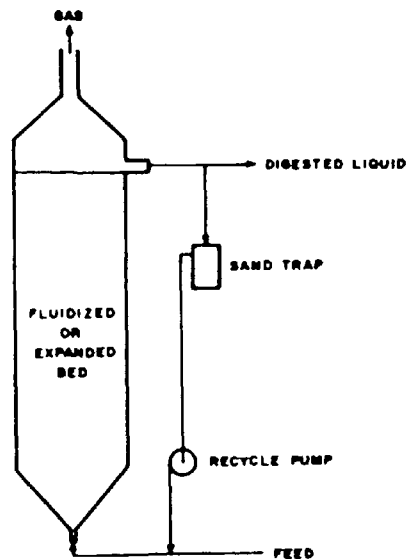 GAS
DIGESTED LIQUID
SAND TRAP
FLUIDIZED
OR
EXPANDED
BED
RECYCLE PUMP
FEED